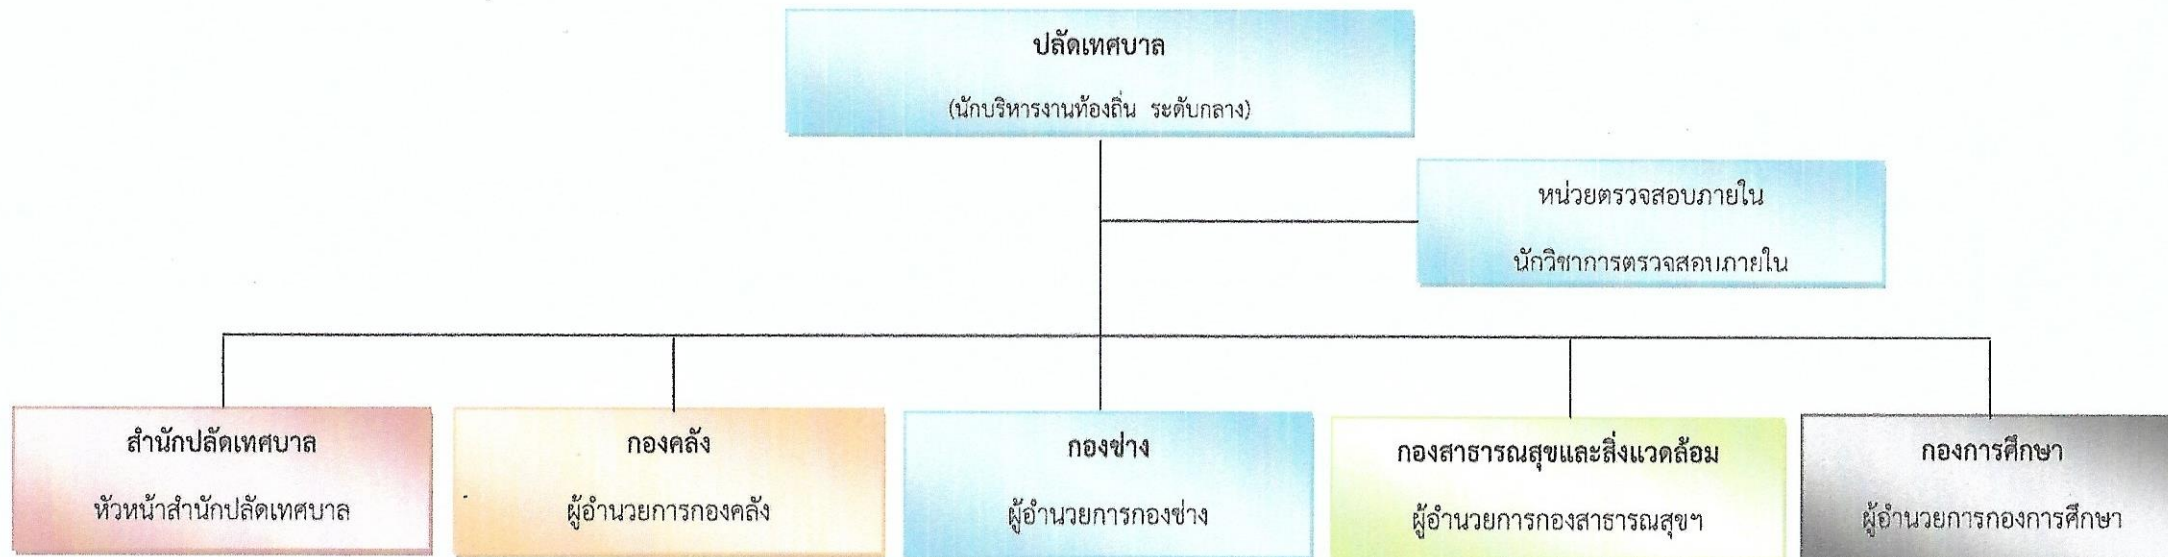 ปลัดเทศบาล
(นักบริหารงานท้องถิ่น ระดับกลาง)
หน่วยตรวจสอบภายใน
นักวิชาการตรวจสอบภายใน
สำนักปลัดเทศบาล
หัวหน้าสำนักปลัดเทศบาล
กองคลัง
ผู้อำนวยการกองคลัง
กองช่าง
ผู้อำนวยการกองช่าง
กองสาธารณสุขและสิ่งแวดล้อม
ผู้อำนวยการกองสาธารณสุขฯ
กองการศึกษา
ผู้อำนวยการกองการศึกษา